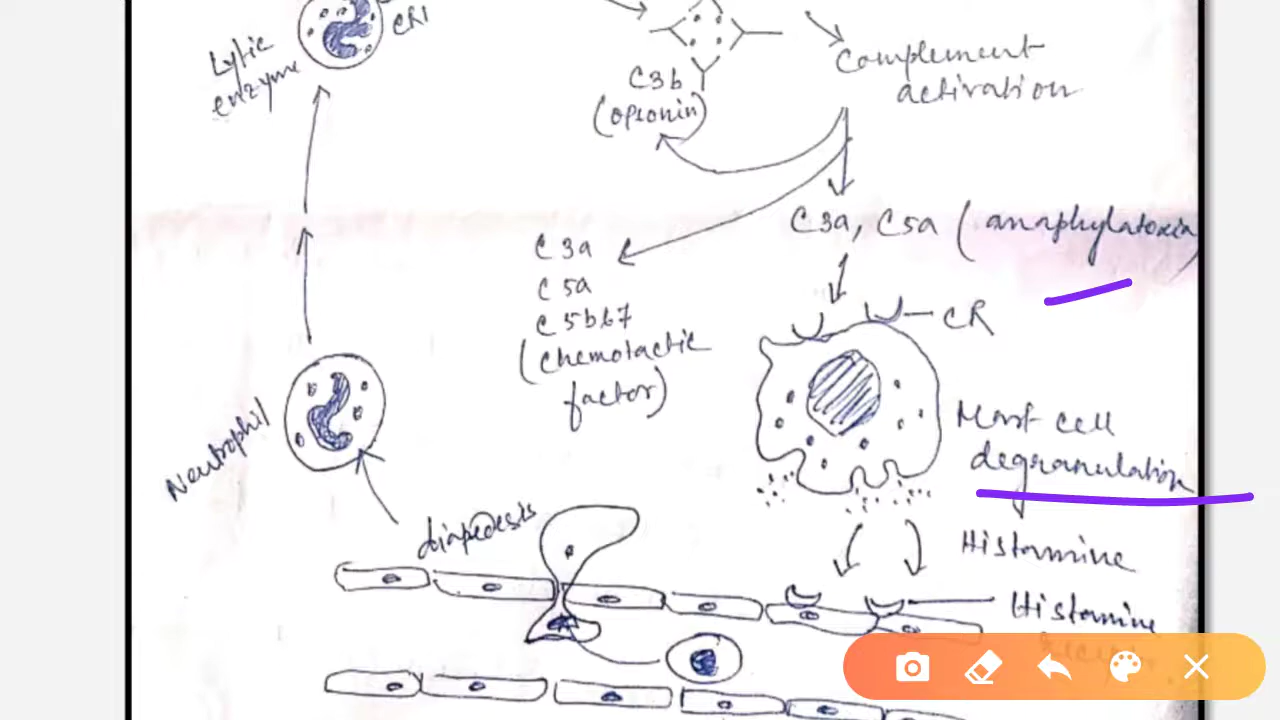 Lytic
enzyme
CR1
C3b
(opsonin)
Complement
activation
C3a, C5a (anaphylatoxin)
C3a
C5a
C5b67
(Chemotactic
factor)
CR
Neutrophil
Mast cell
degranulation
diapedesis
Histamine
Histamine